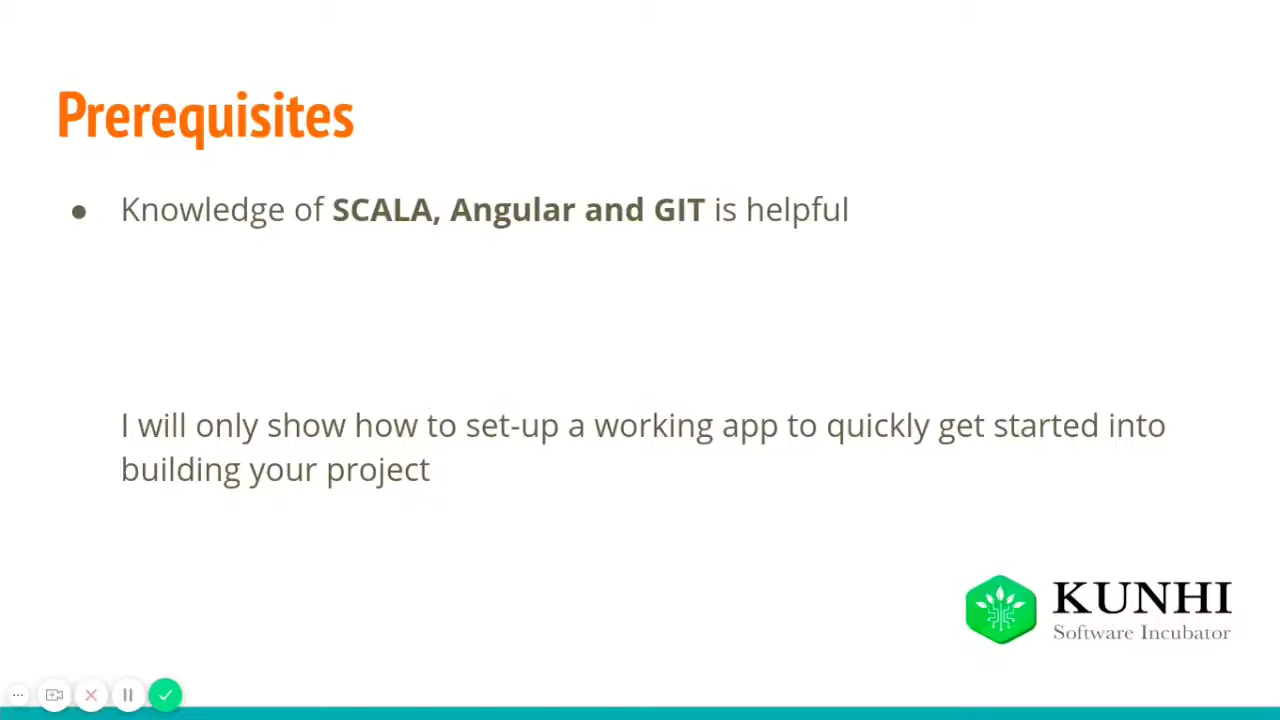 Prerequisites
● Knowledge of SCALA, Angular and GIT is helpful
I will only show how to set-up a working app to quickly get started into
building your project
KUNHI
Software Incubator